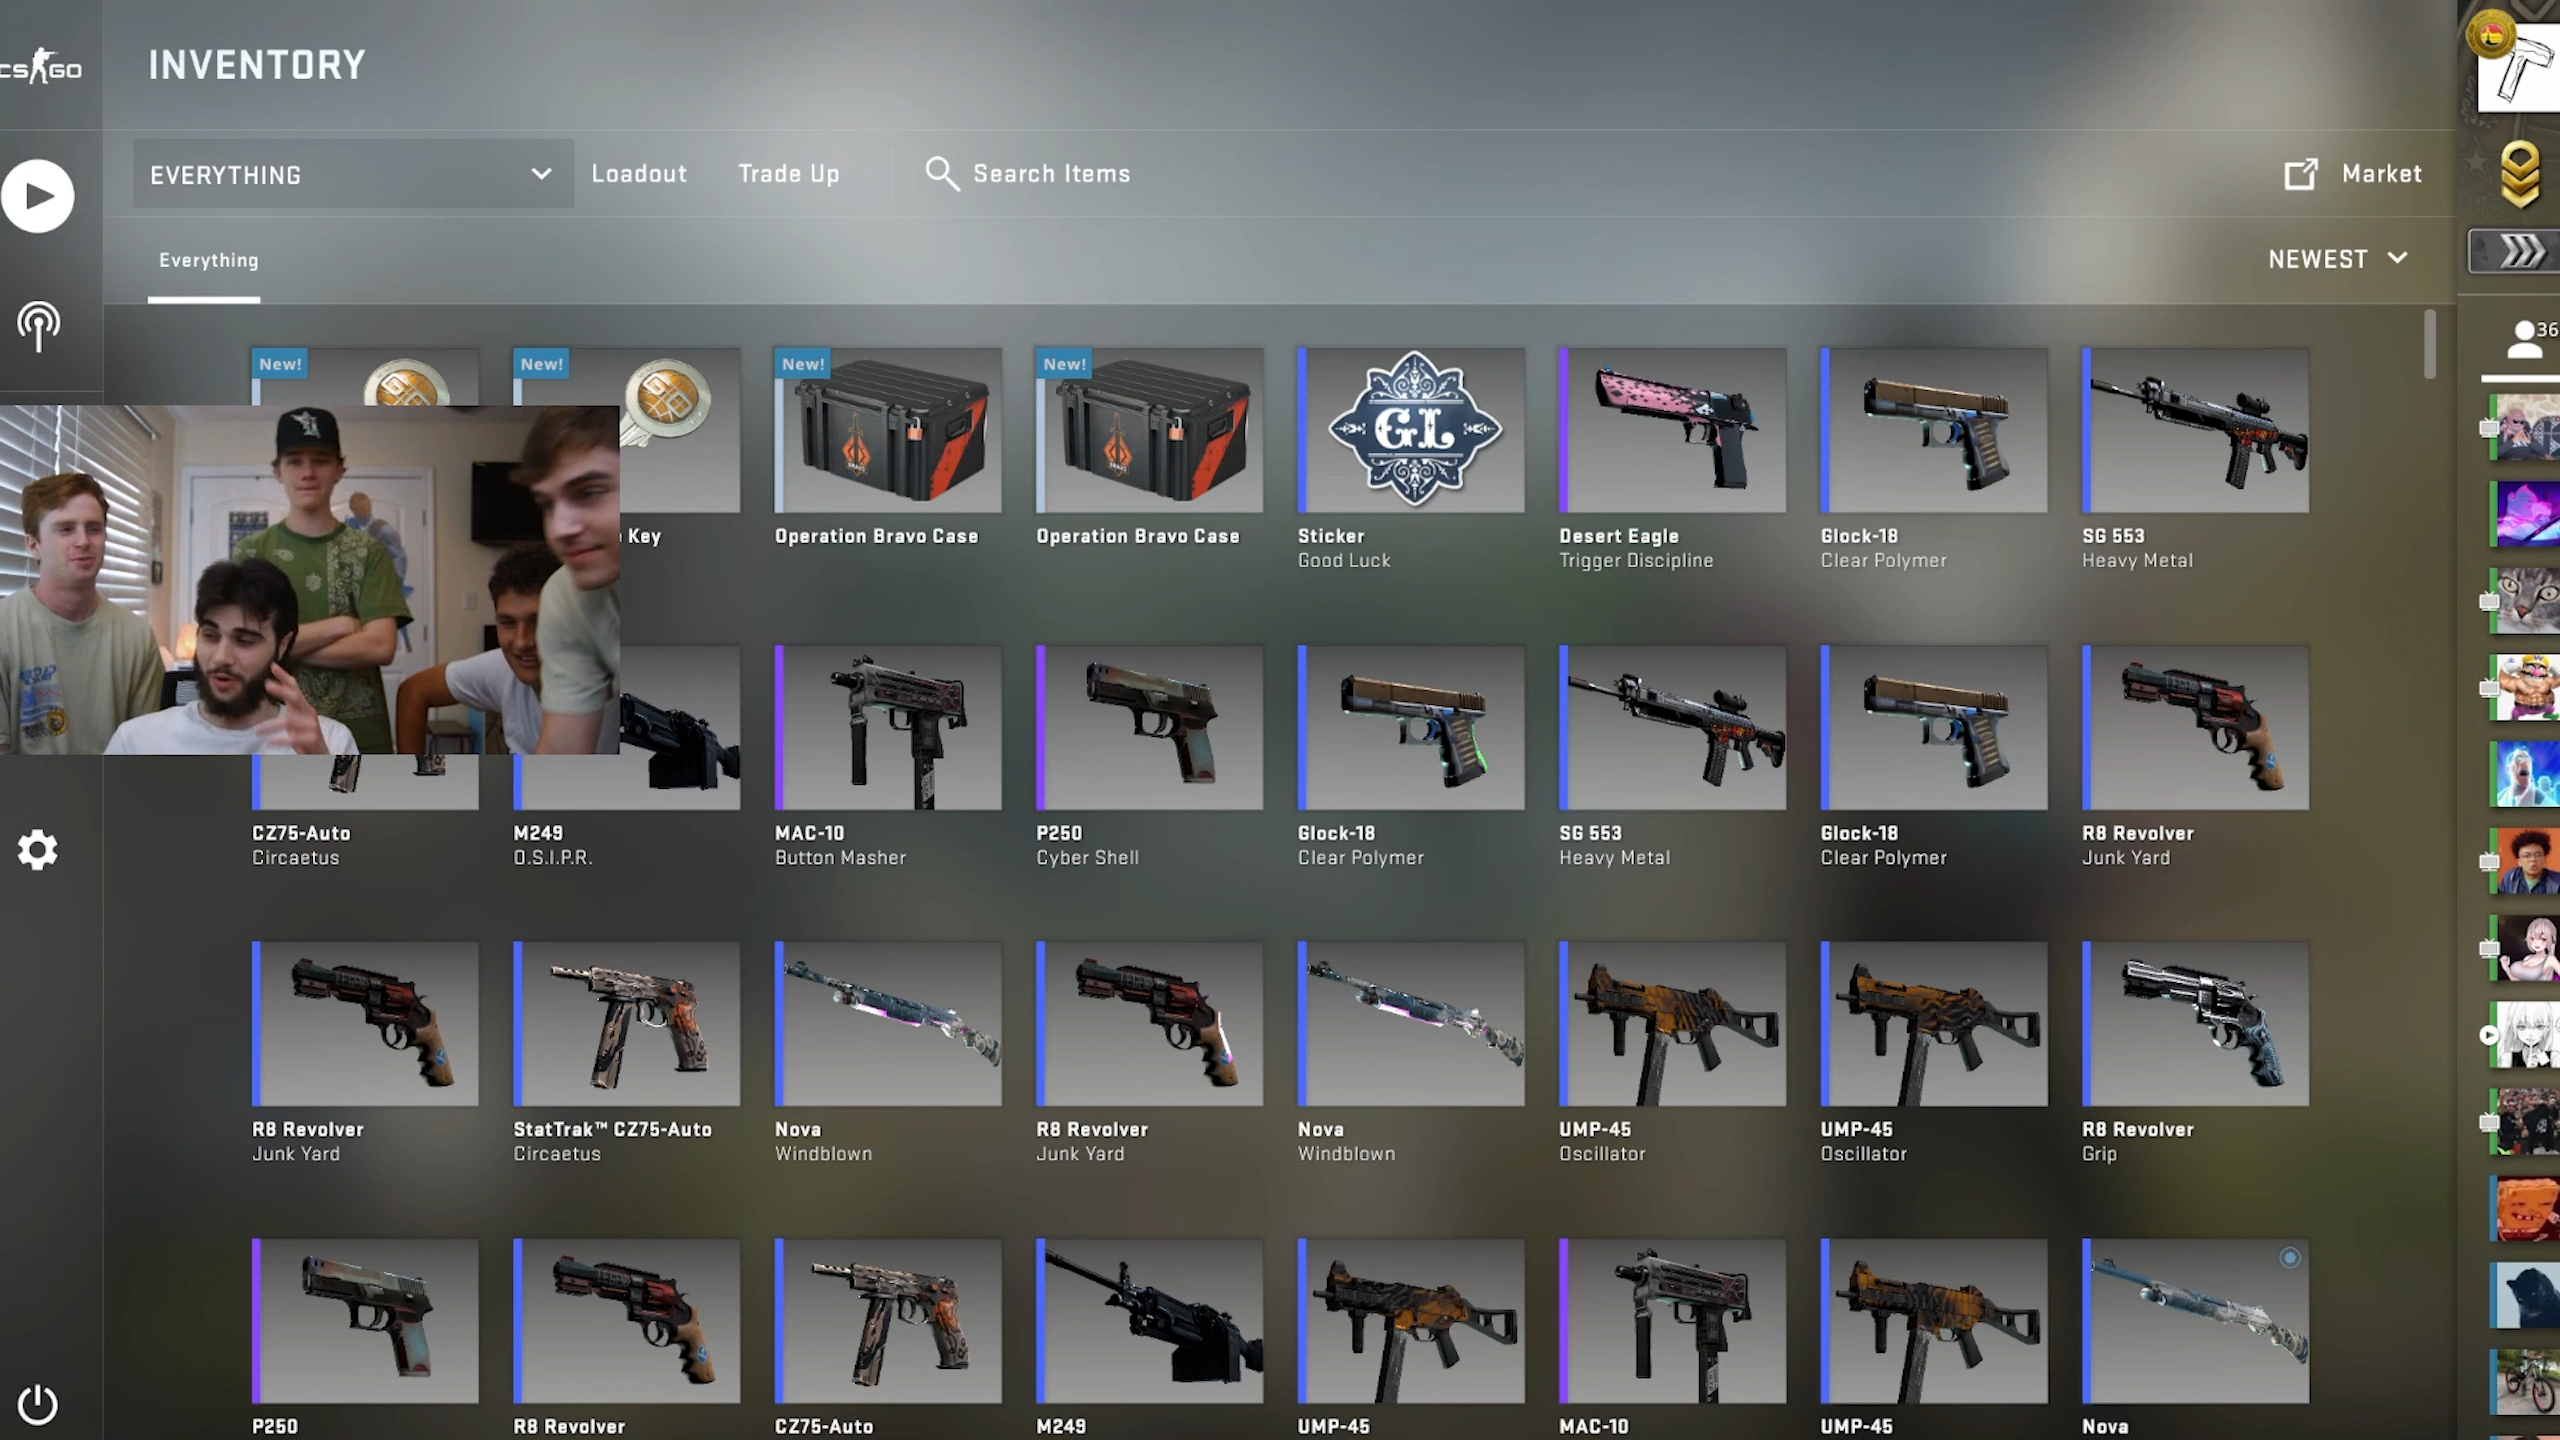 CS GO
INVENTORY
EVERYTHING
Loadout
Trade Up
Search Items
Market
Everything
NEWEST
36
New!
New!
New!
New!
BRAVO
BRAVO
GL
Key
Operation Bravo Case
Operation Bravo Case
Sticker
Good Luck
Desert Eagle
Trigger Discipline
Glock-18
Clear Polymer
SG 553
Heavy Metal
CZ75-Auto
Circaetus
M249
O.S.I.P.R.
MAC-10
Button Masher
P250
Cyber Shell
Glock-18
Clear Polymer
SG 553
Heavy Metal
Glock-18
Clear Polymer
R8 Revolver
Junk Yard
R8 Revolver
Junk Yard
StatTrak™ CZ75-Auto
Circaetus
Nova
Windblown
R8 Revolver
Junk Yard
Nova
Windblown
UMP-45
Oscillator
UMP-45
Oscillator
R8 Revolver
Grip
P250
R8 Revolver
CZ75-Auto
M249
UMP-45
MAC-10
UMP-45
Nova